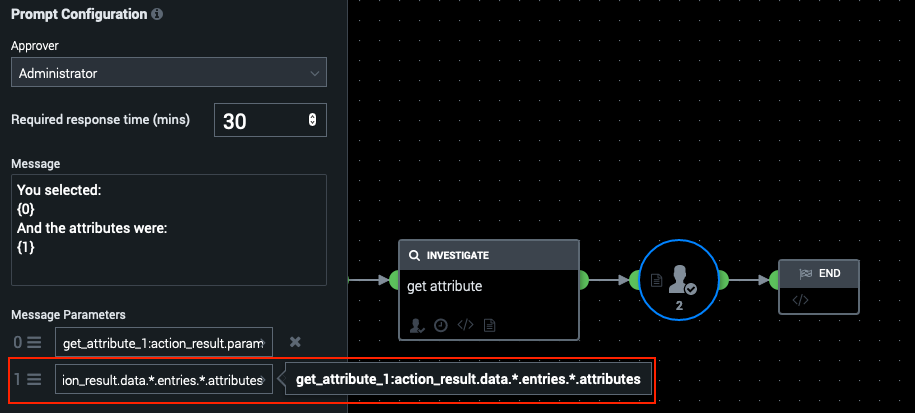 Prompt Configuration
Approver
Administrator
Required response time (mins)
30
Message
You selected:
{0}
And the attributes were:
{1}
Message Parameters
0
get_attribute_1:action_result.param
1
ion_result.data.*.entries.*.attributes
get_attribute_1:action_result.data.*.entries.*.attributes
INVESTIGATE
get attribute
2
END